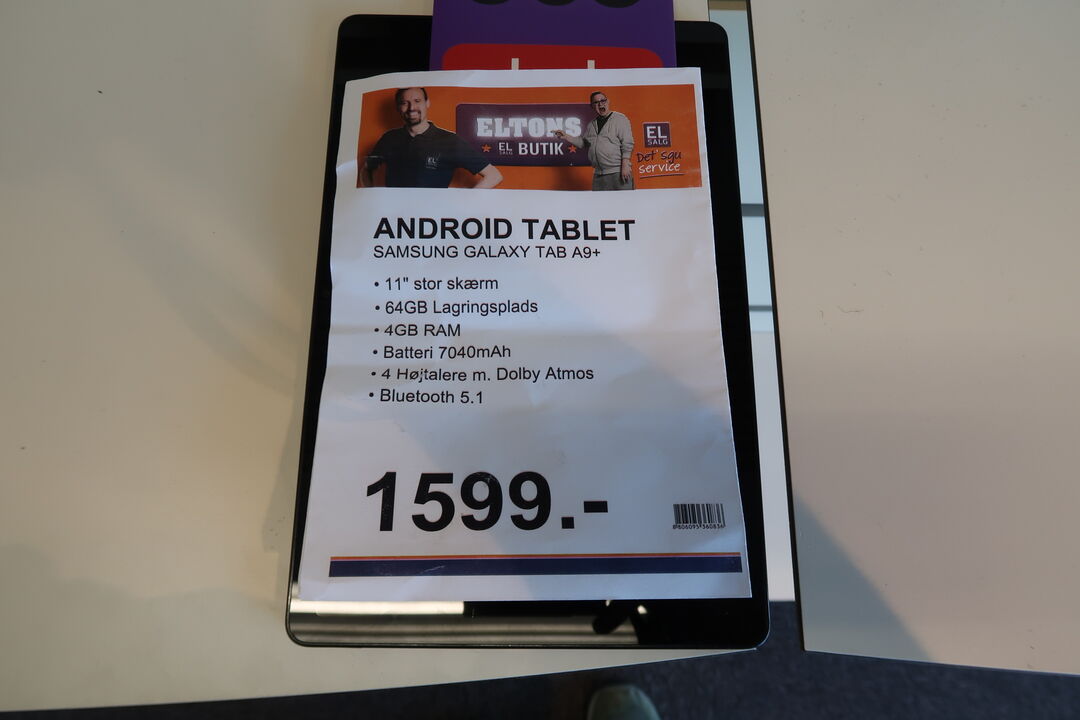 ELTONS
EL SALG BUTIK
EL
SALG
Det' sgu
service
ANDROID TABLET
SAMSUNG GALAXY TAB A9+
• 11" stor skærm
• 64GB Lagringsplads
• 4GB RAM
• Batteri 7040mAh
• 4 Højtalere m. Dolby Atmos
• Bluetooth 5.1
1599.-